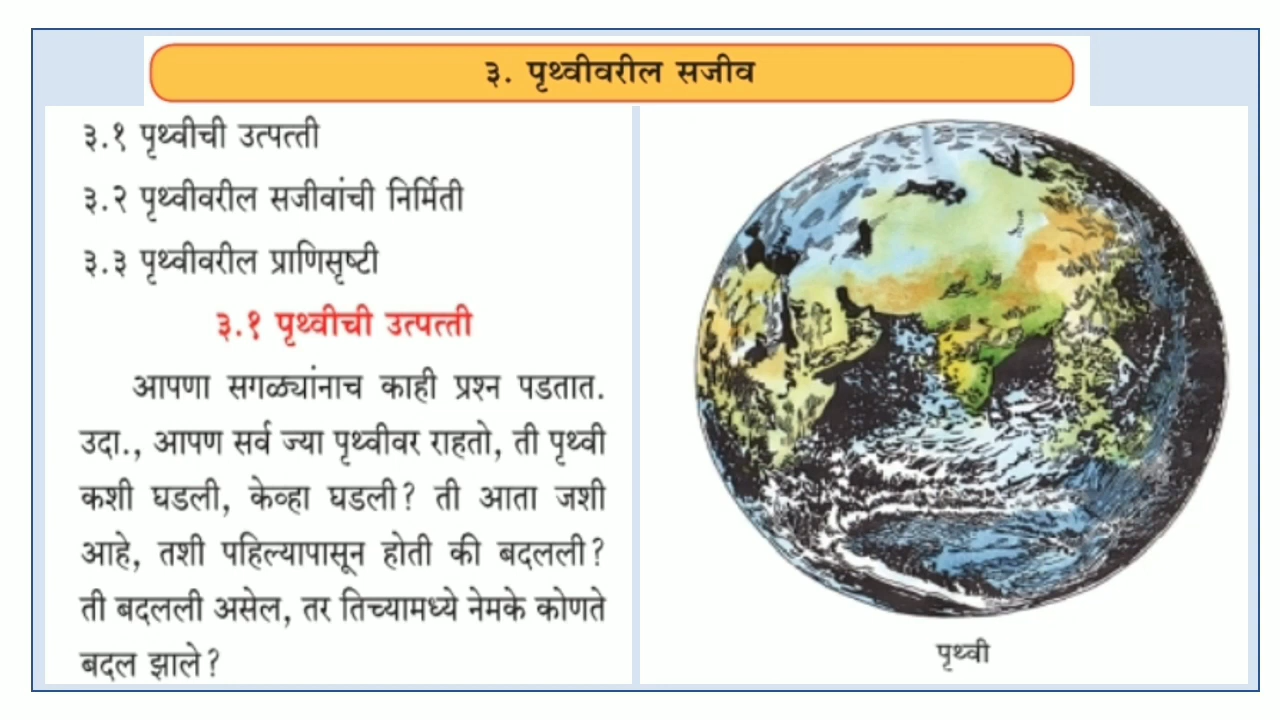 ३. पृथ्वीवरील सजीव
३.१ पृथ्वीची उत्पत्ती
३.२ पृथ्वीवरील सजीवांची निर्मिती
३.३ पृथ्वीवरील प्राणिसृष्टी
३.१ पृथ्वीची उत्पत्ती
आपणा सगळ्यांनाच काही प्रश्न पडतात.
उदा., आपण सर्व ज्या पृथ्वीवर राहतो, ती पृथ्वी
कशी घडली, केव्हा घडली? ती आता जशी
आहे, तशी पहिल्यापासून होती की बदलली?
ती बदलली असेल, तर तिच्यामध्ये नेमके कोणते
बदल झाले?
पृथ्वी